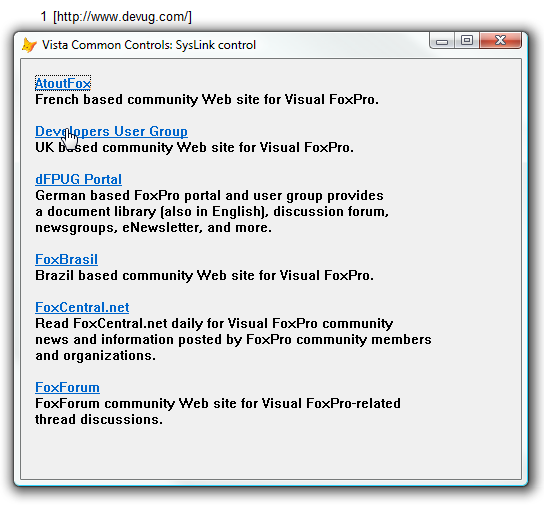 1 [http://www.devug.com/]
Vista Common Controls: SysLink control
AtoutFox
French based community Web site for Visual FoxPro.
Developers User Group
UK based community Web site for Visual FoxPro.
dFPUG Portal
German based FoxPro portal and user group provides
a document library (also in English), discussion forum,
newsgroups, eNewsletter, and more.
FoxBrasil
Brazil based community Web site for Visual FoxPro.
FoxCentral.net
Read FoxCentral.net daily for Visual FoxPro community
news and information posted by FoxPro community members
and organizations.
FoxForum
FoxForum community Web site for Visual FoxPro-related
thread discussions.